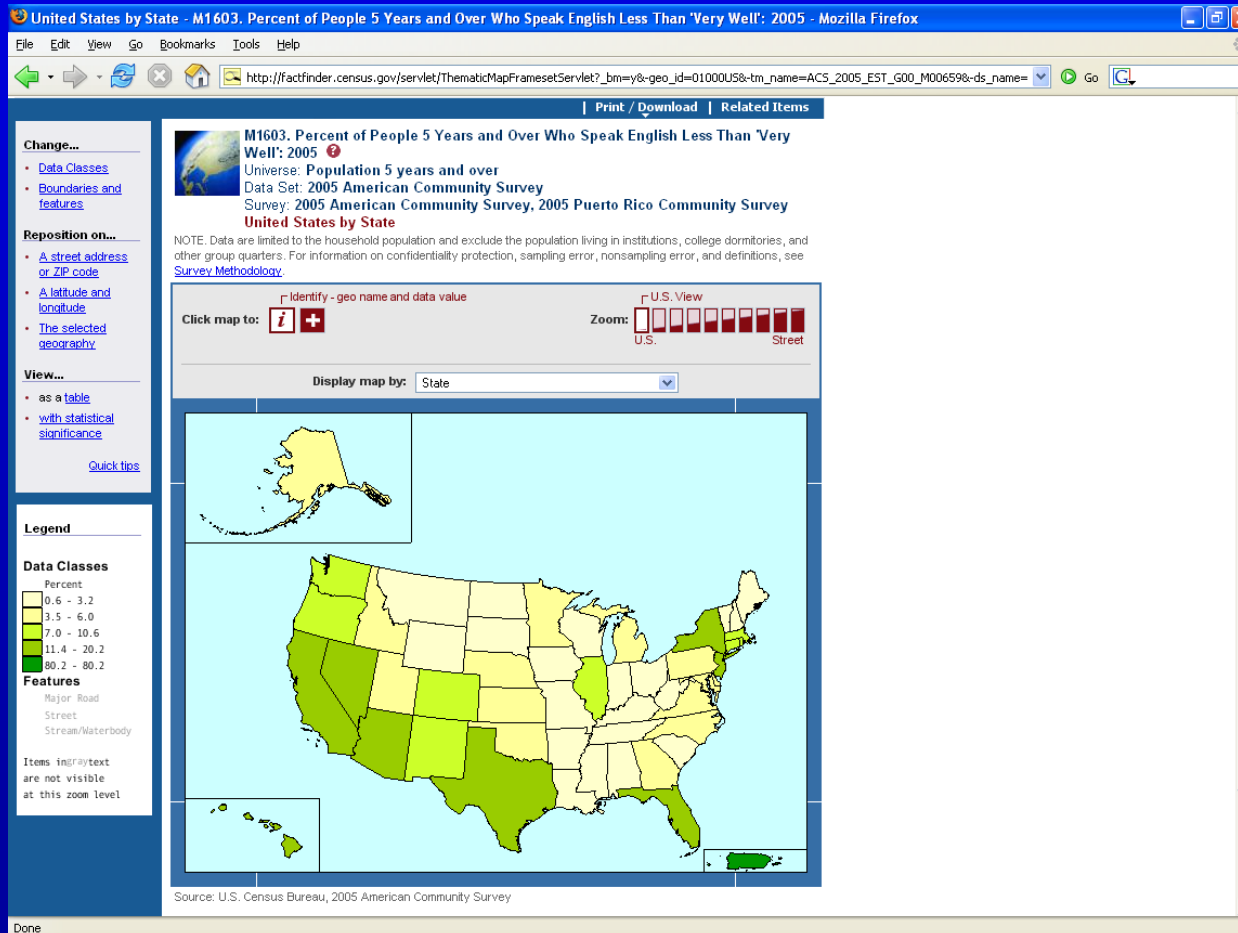 United States by State - M1603. Percent of People 5 Years and Over Who Speak English Less Than 'Very Well': 2005 - Mozilla Firefox
File Edit View Go Bookmarks Tools Help
http://factfinder.census.gov/servlet/ThematicMapFramesetServlet?_bm=y&-geo_id=01000US&-tm_name=ACS_2005_EST_G00_M00659&-ds_name= Go G
| Print / Download | Related Items
Change...
• Data Classes
• Boundaries and
features
Reposition on...
• A street address
or ZIP code
• A latitude and
longitude
• The selected
geography
View...
• as a table
• with statistical
significance
Quick tips
Legend
Data Classes
Percent
0.6 - 3.2
3.5 - 6.0
7.0 - 10.6
11.4 - 20.2
80.2 - 80.2
Features
Major Road
Street
Stream/Waterbody
Items in gray text
are not visible
at this zoom level
M1603. Percent of People 5 Years and Over Who Speak English Less Than 'Very
Well': 2005 ?
Universe: Population 5 years and over
Data Set: 2005 American Community Survey
Survey: 2005 American Community Survey, 2005 Puerto Rico Community Survey
United States by State
NOTE. Data are limited to the household population and exclude the population living in institutions, college dormitories, and
other group quarters. For information on confidentiality protection, sampling error, nonsampling error, and definitions, see
Survey Methodology.
Identify - geo name and data value
U.S. View
Click map to: i +
Zoom:
U.S. Street
Display map by: State
Source: U.S. Census Bureau, 2005 American Community Survey
Done